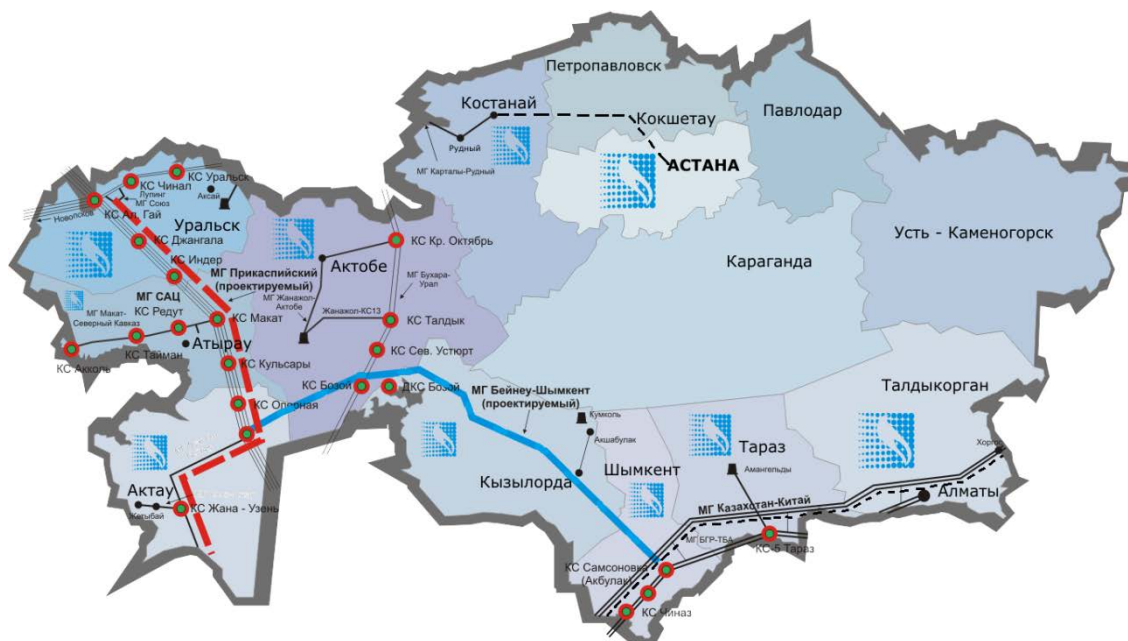 Петропавловск
Костанай
Кокшетау
Павлодар
Рудный
МГ Карталы-Рудный
АСТАНА
КС Чинал
КС Уральск
Аксай
Лупинг
МГ Союз
Новопсков
КС Ал. Гай
Уральск
КС Джангала
КС Индер
МГ Прикаспийский
(проектируемый)
Актобе
КС Кр. Октябрь
МГ Бухара-
Урал
Усть - Каменогорск
Караганда
МГ САЦ
МГ Жанажол-
Актобе
МГ Макат-
Северный Кавказ
КС Редут
КС Макат
Жанажол-КС13
КС Талдык
Атырау
КС Тайман
КС Акколь
КС Кульсары
КС Сев. Устюрт
КС Бозой
ДКС Бозой
МГ Бейнеу-Шымкент
(проектируемый)
Талдыкорган
КС Опорная
Кумколь
Акшабулак
Тараз
Хоргос
Шымкент
Амангельды
Кызылорда
Актау
Жетыбай
КС Жана - Узень
МГ Казахстан-Китай
Алматы
МГ БГР-ТБА
КС-5 Тараз
КС Самсоновка
(Акбулак)
КС Чиназ